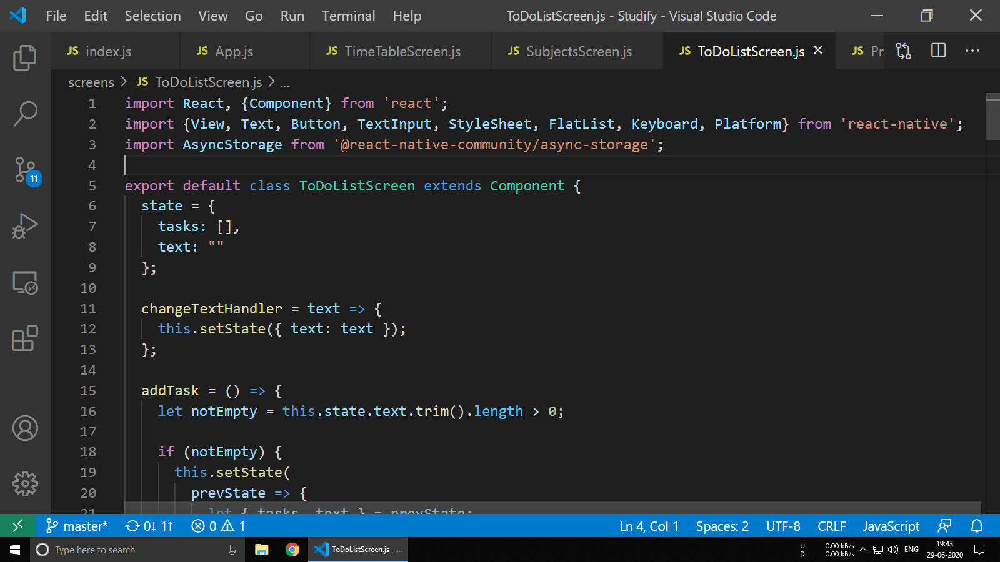 File Edit Selection View Go Run Terminal Help ToDoListScreen.js - Studify - Visual Studio Code
JS index.js JS App.js JS TimeTableScreen.js JS SubjectsScreen.js JS ToDoListScreen.js JS Pr
screens > JS ToDoListScreen.js > ...
1 import React, {Component} from 'react';
2 import {View, Text, Button, TextInput, StyleSheet, FlatList, Keyboard, Platform} from 'react-native';
3 import AsyncStorage from '@react-native-community/async-storage';
4
5 export default class ToDoListScreen extends Component {
6 state = {
7 tasks: [],
8 text: ""
9 };
10
11 changeTextHandler = text => {
12 this.setState({ text: text });
13 };
14
15 addTask = () => {
16 let notEmpty = this.state.text.trim().length > 0;
17
18 if (notEmpty) {
19 this.setState(
20 prevState => {
21 let { tasks, text } = prevState;
11
master* 0↓ 1↑ 0 1 Ln 4, Col 1 Spaces: 2 UTF-8 CRLF JavaScript
Type here to search ToDoListScreen.js - ... U: 0.00 kB/s D: 0.00 kB/s ENG 19:43
29-06-2020